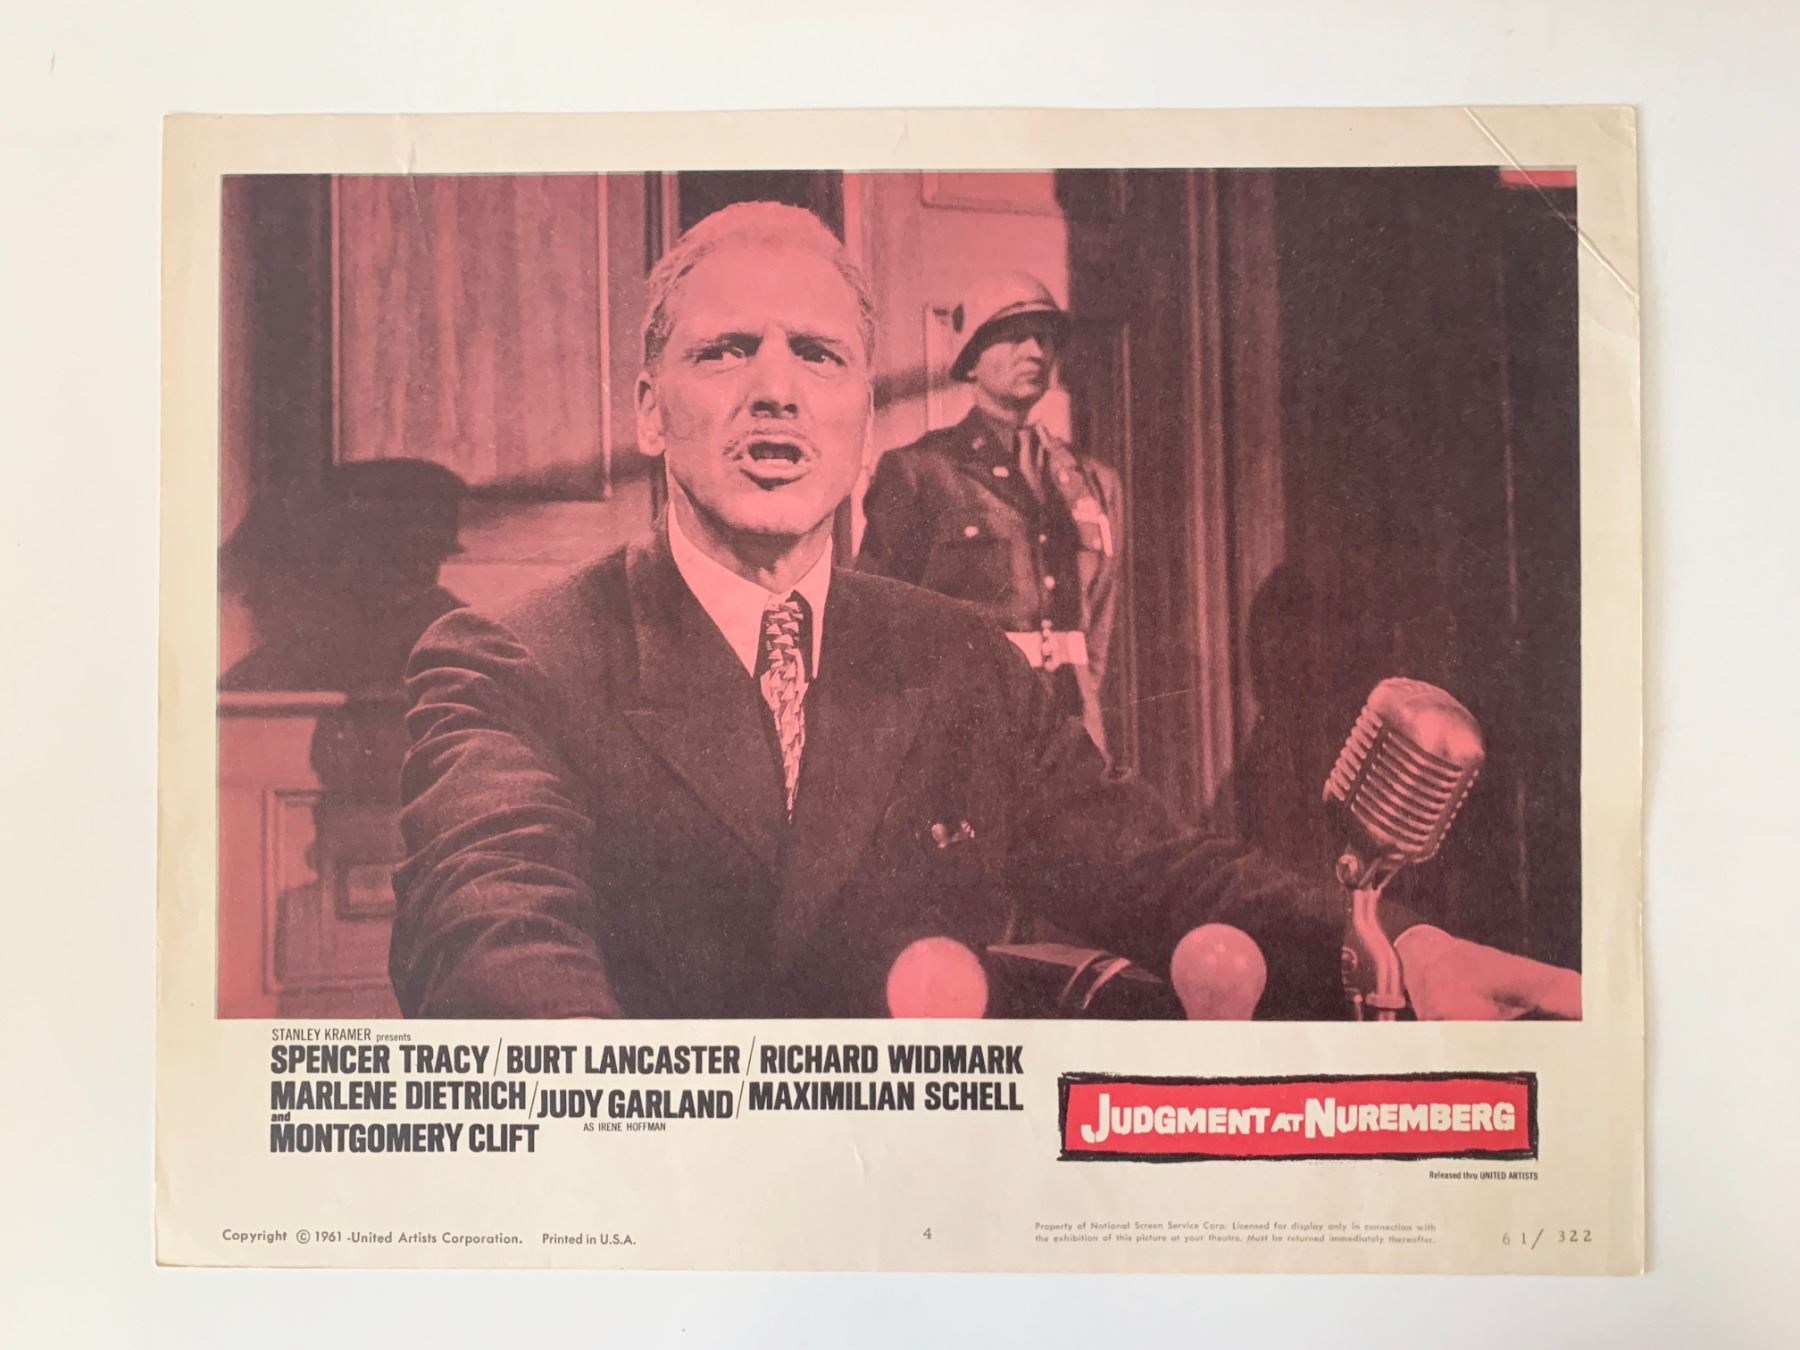 STANLEY KRAMER presents
SPENCER TRACY/BURT LANCASTER/RICHARD WIDMARK
MARLENE DIETRICH/JUDY GARLAND/MAXIMILIAN SCHELL
AS IRENE HOFFMAN
and
MONTGOMERY CLIFT
JUDGMENT AT NUREMBERG
Released thru UNITED ARTISTS
Copyright © 1961 -United Artists Corporation. Printed in U.S.A.
4
Property of National Screen Service Corp. Licensed for display only in connection with
the exhibition of this picture at your theatre. Must be returned immediately thereafter.
61/ 322